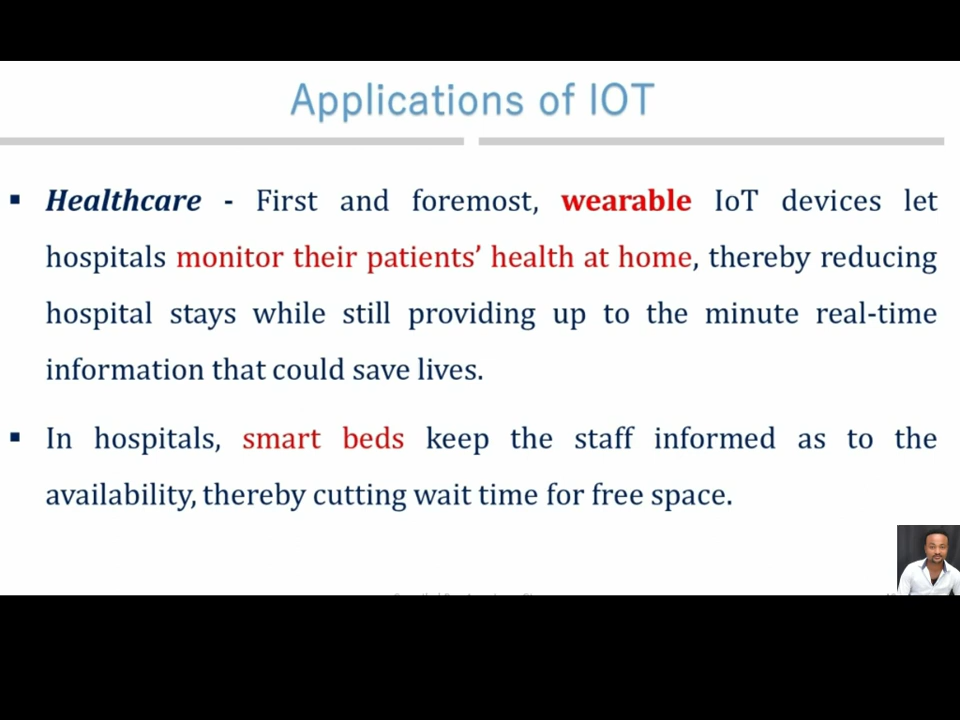 Applications of IOT
▪ Healthcare - First and foremost, wearable IoT devices let
hospitals monitor their patients’ health at home, thereby reducing
hospital stays while still providing up to the minute real-time
information that could save lives.
▪ In hospitals, smart beds keep the staff informed as to the
availability, thereby cutting wait time for free space.